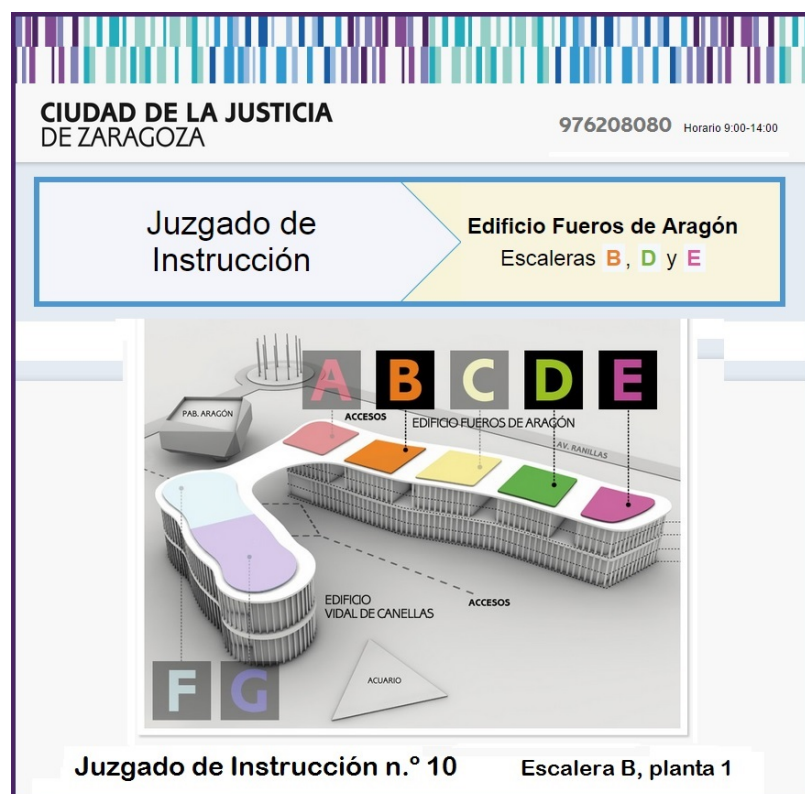 CIUDAD DE LA JUSTICIA
DE ZARAGOZA
976208080 Horario 9:00-14:00
Juzgado de
Instrucción
Edificio Fueros de Aragón
Escaleras B, D y E
A B C D E
PAB. ARAGÓN
ACCESOS
EDIFICIO FUEROS DE ARAGÓN
AV. RANILLAS
EDIFICIO
VIDAL DE CANELLAS
ACCESOS
F G
ACUARIO
Juzgado de Instrucción n.º 10 Escalera B, planta 1